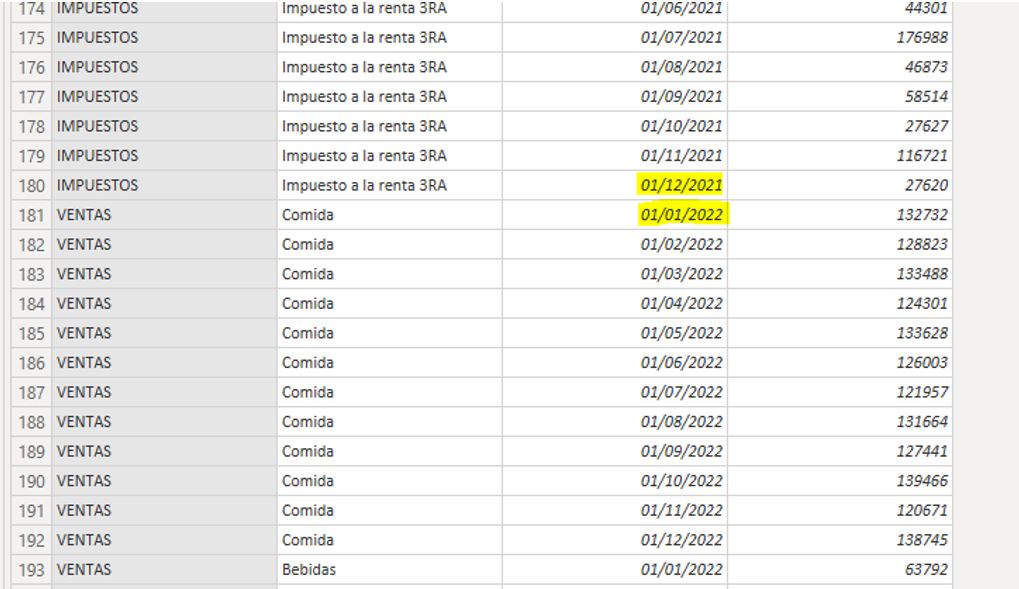 174 IMPUESTOS Impuesto a la renta 3RA 01/06/2021 44301
175 IMPUESTOS Impuesto a la renta 3RA 01/07/2021 176988
176 IMPUESTOS Impuesto a la renta 3RA 01/08/2021 46873
177 IMPUESTOS Impuesto a la renta 3RA 01/09/2021 58514
178 IMPUESTOS Impuesto a la renta 3RA 01/10/2021 27627
179 IMPUESTOS Impuesto a la renta 3RA 01/11/2021 116721
180 IMPUESTOS Impuesto a la renta 3RA 01/12/2021 27620
181 VENTAS Comida 01/01/2022 132732
182 VENTAS Comida 01/02/2022 128823
183 VENTAS Comida 01/03/2022 133488
184 VENTAS Comida 01/04/2022 124301
185 VENTAS Comida 01/05/2022 133628
186 VENTAS Comida 01/06/2022 126003
187 VENTAS Comida 01/07/2022 121957
188 VENTAS Comida 01/08/2022 131664
189 VENTAS Comida 01/09/2022 127441
190 VENTAS Comida 01/10/2022 139466
191 VENTAS Comida 01/11/2022 120671
192 VENTAS Comida 01/12/2022 138745
193 VENTAS Bebidas 01/01/2022 63792